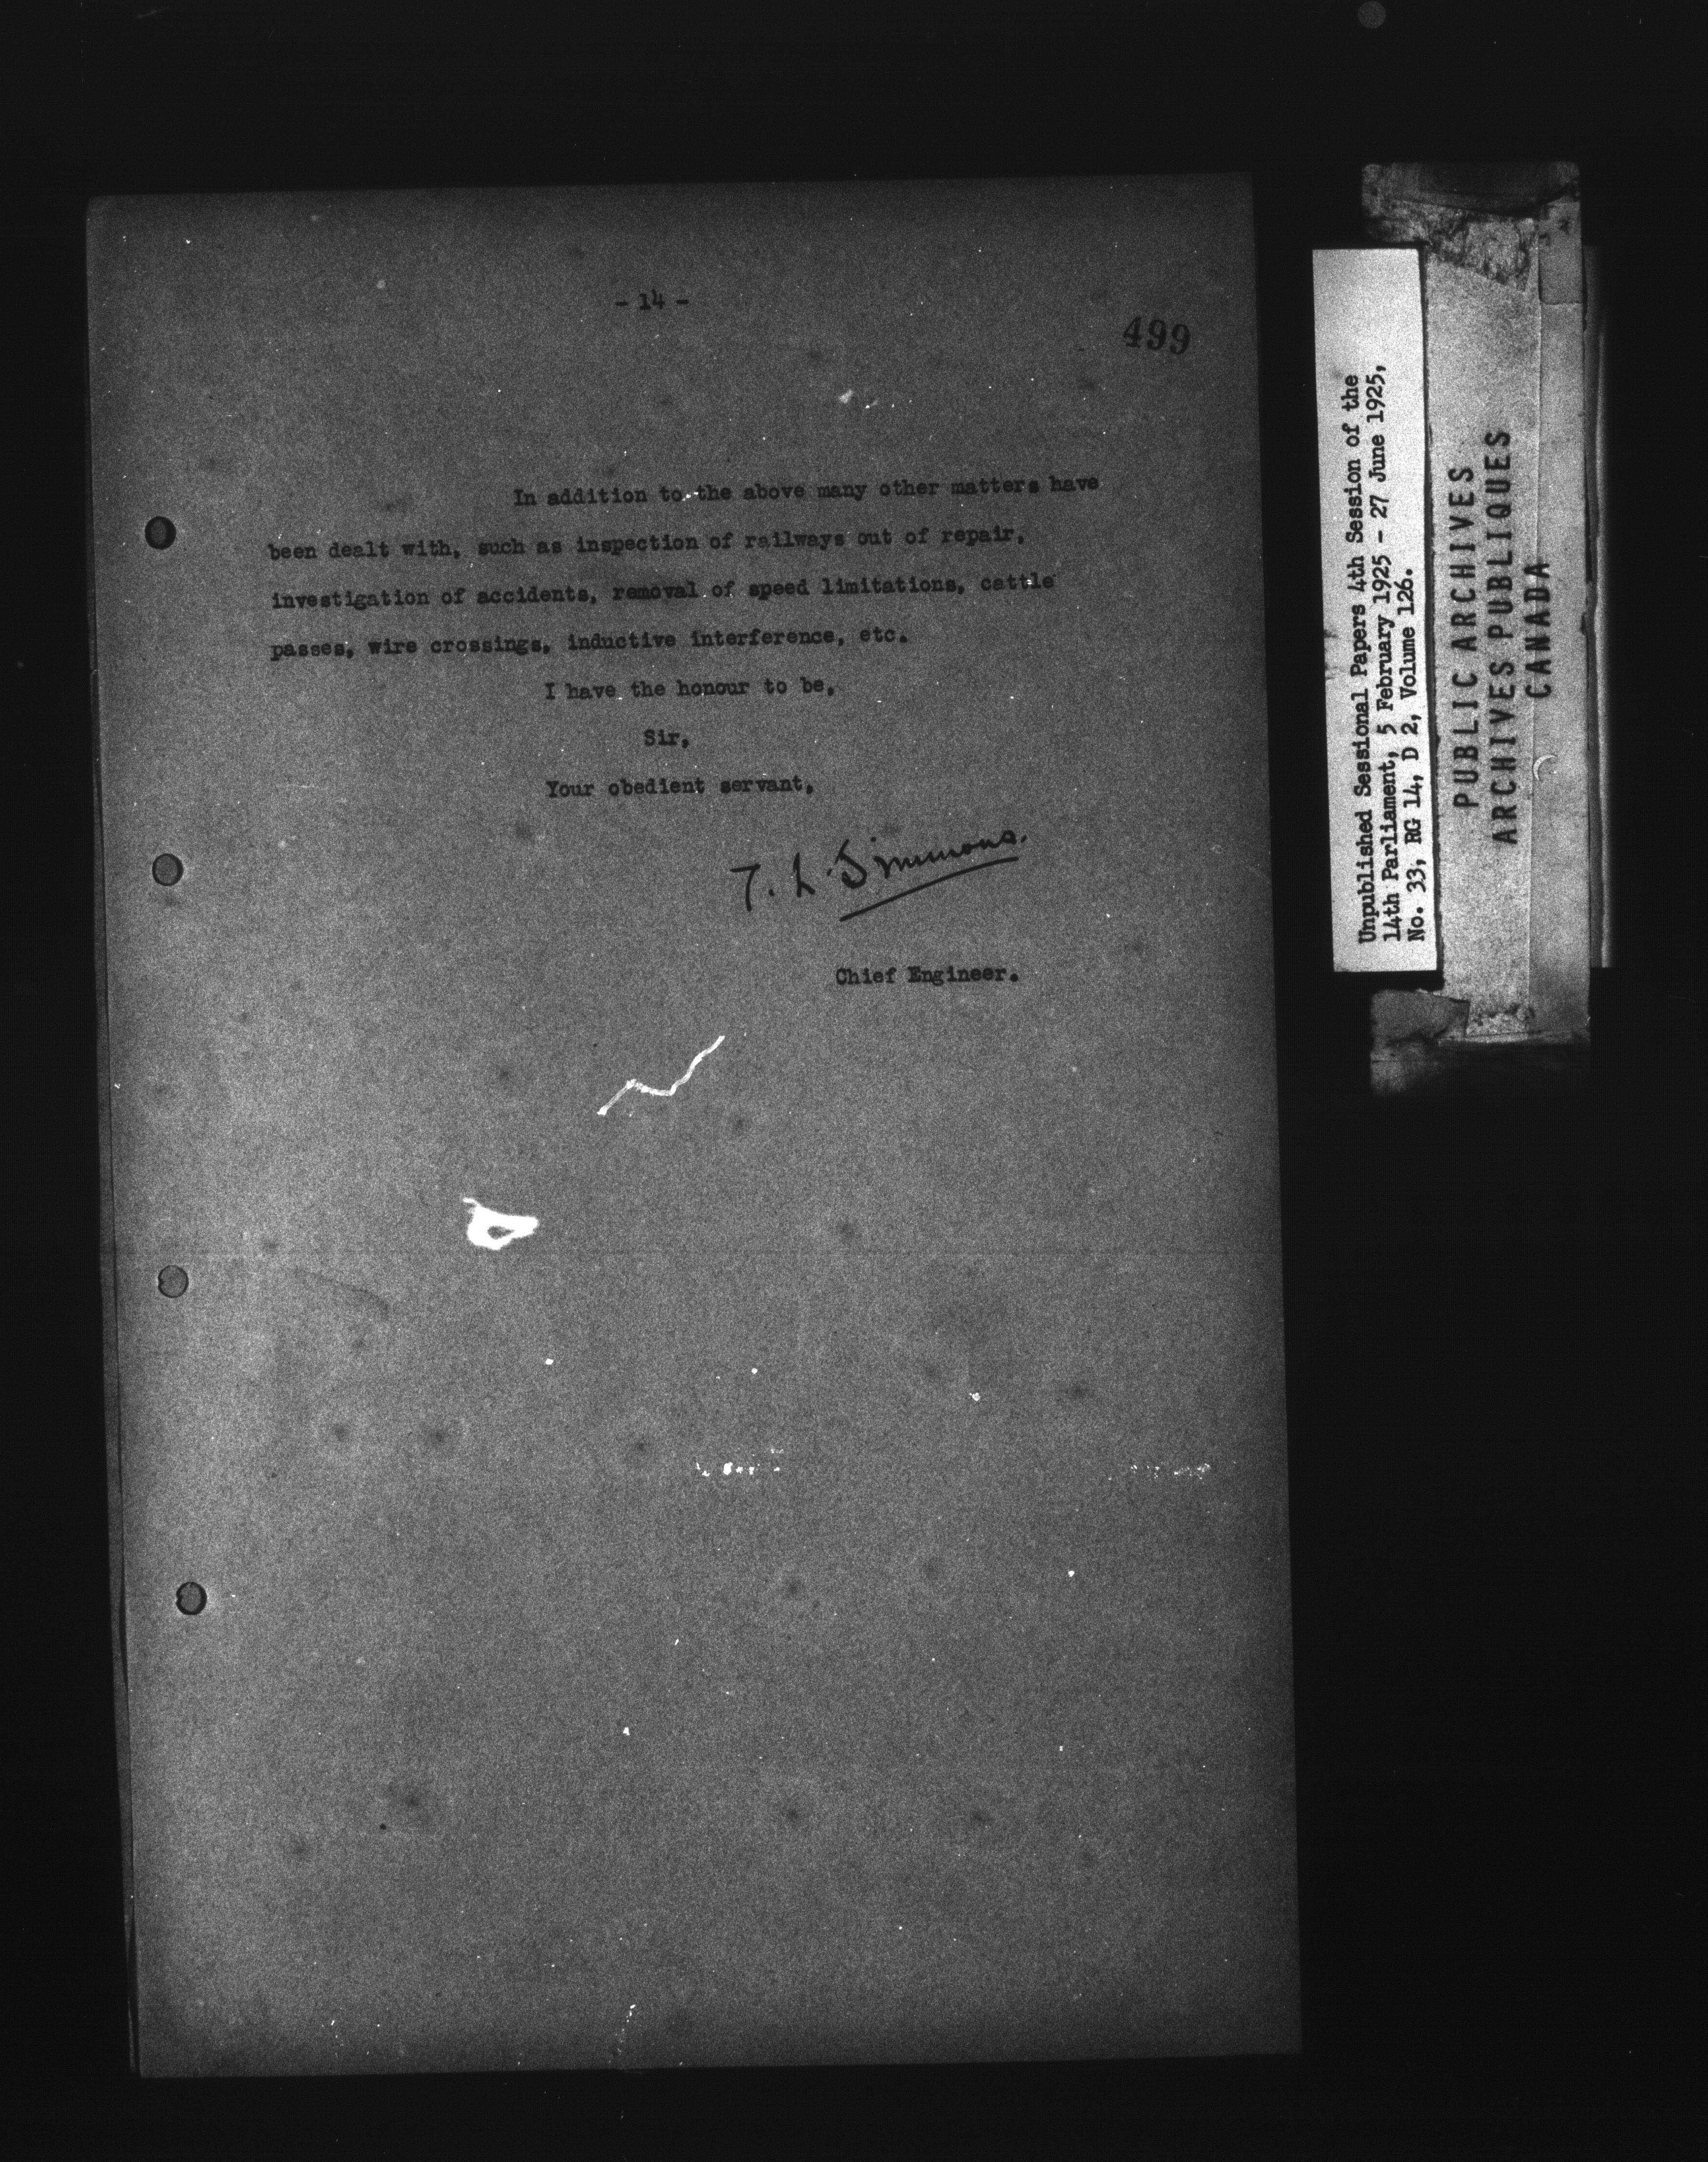 - 14 -
499
In addition to the above many other matters have
been dealt with, such as inspection of railways out of repair,
investigation of accidents, removal of speed limitations, cattle
passes, wire crossings, inductive interference, etc.
I have the honour to be,
Sir,
Your obedient servant,
T. L. Simmons.
Chief Engineer.
Unpublished Sessional Papers 4th Session of the
14th Parliament, 5 February 1925 - 27 June 1925,
No. 33, RG 14, D 2, Volume 126.
PUBLIC ARCHIVES
ARCHIVES PUBLIQUES
CANADA